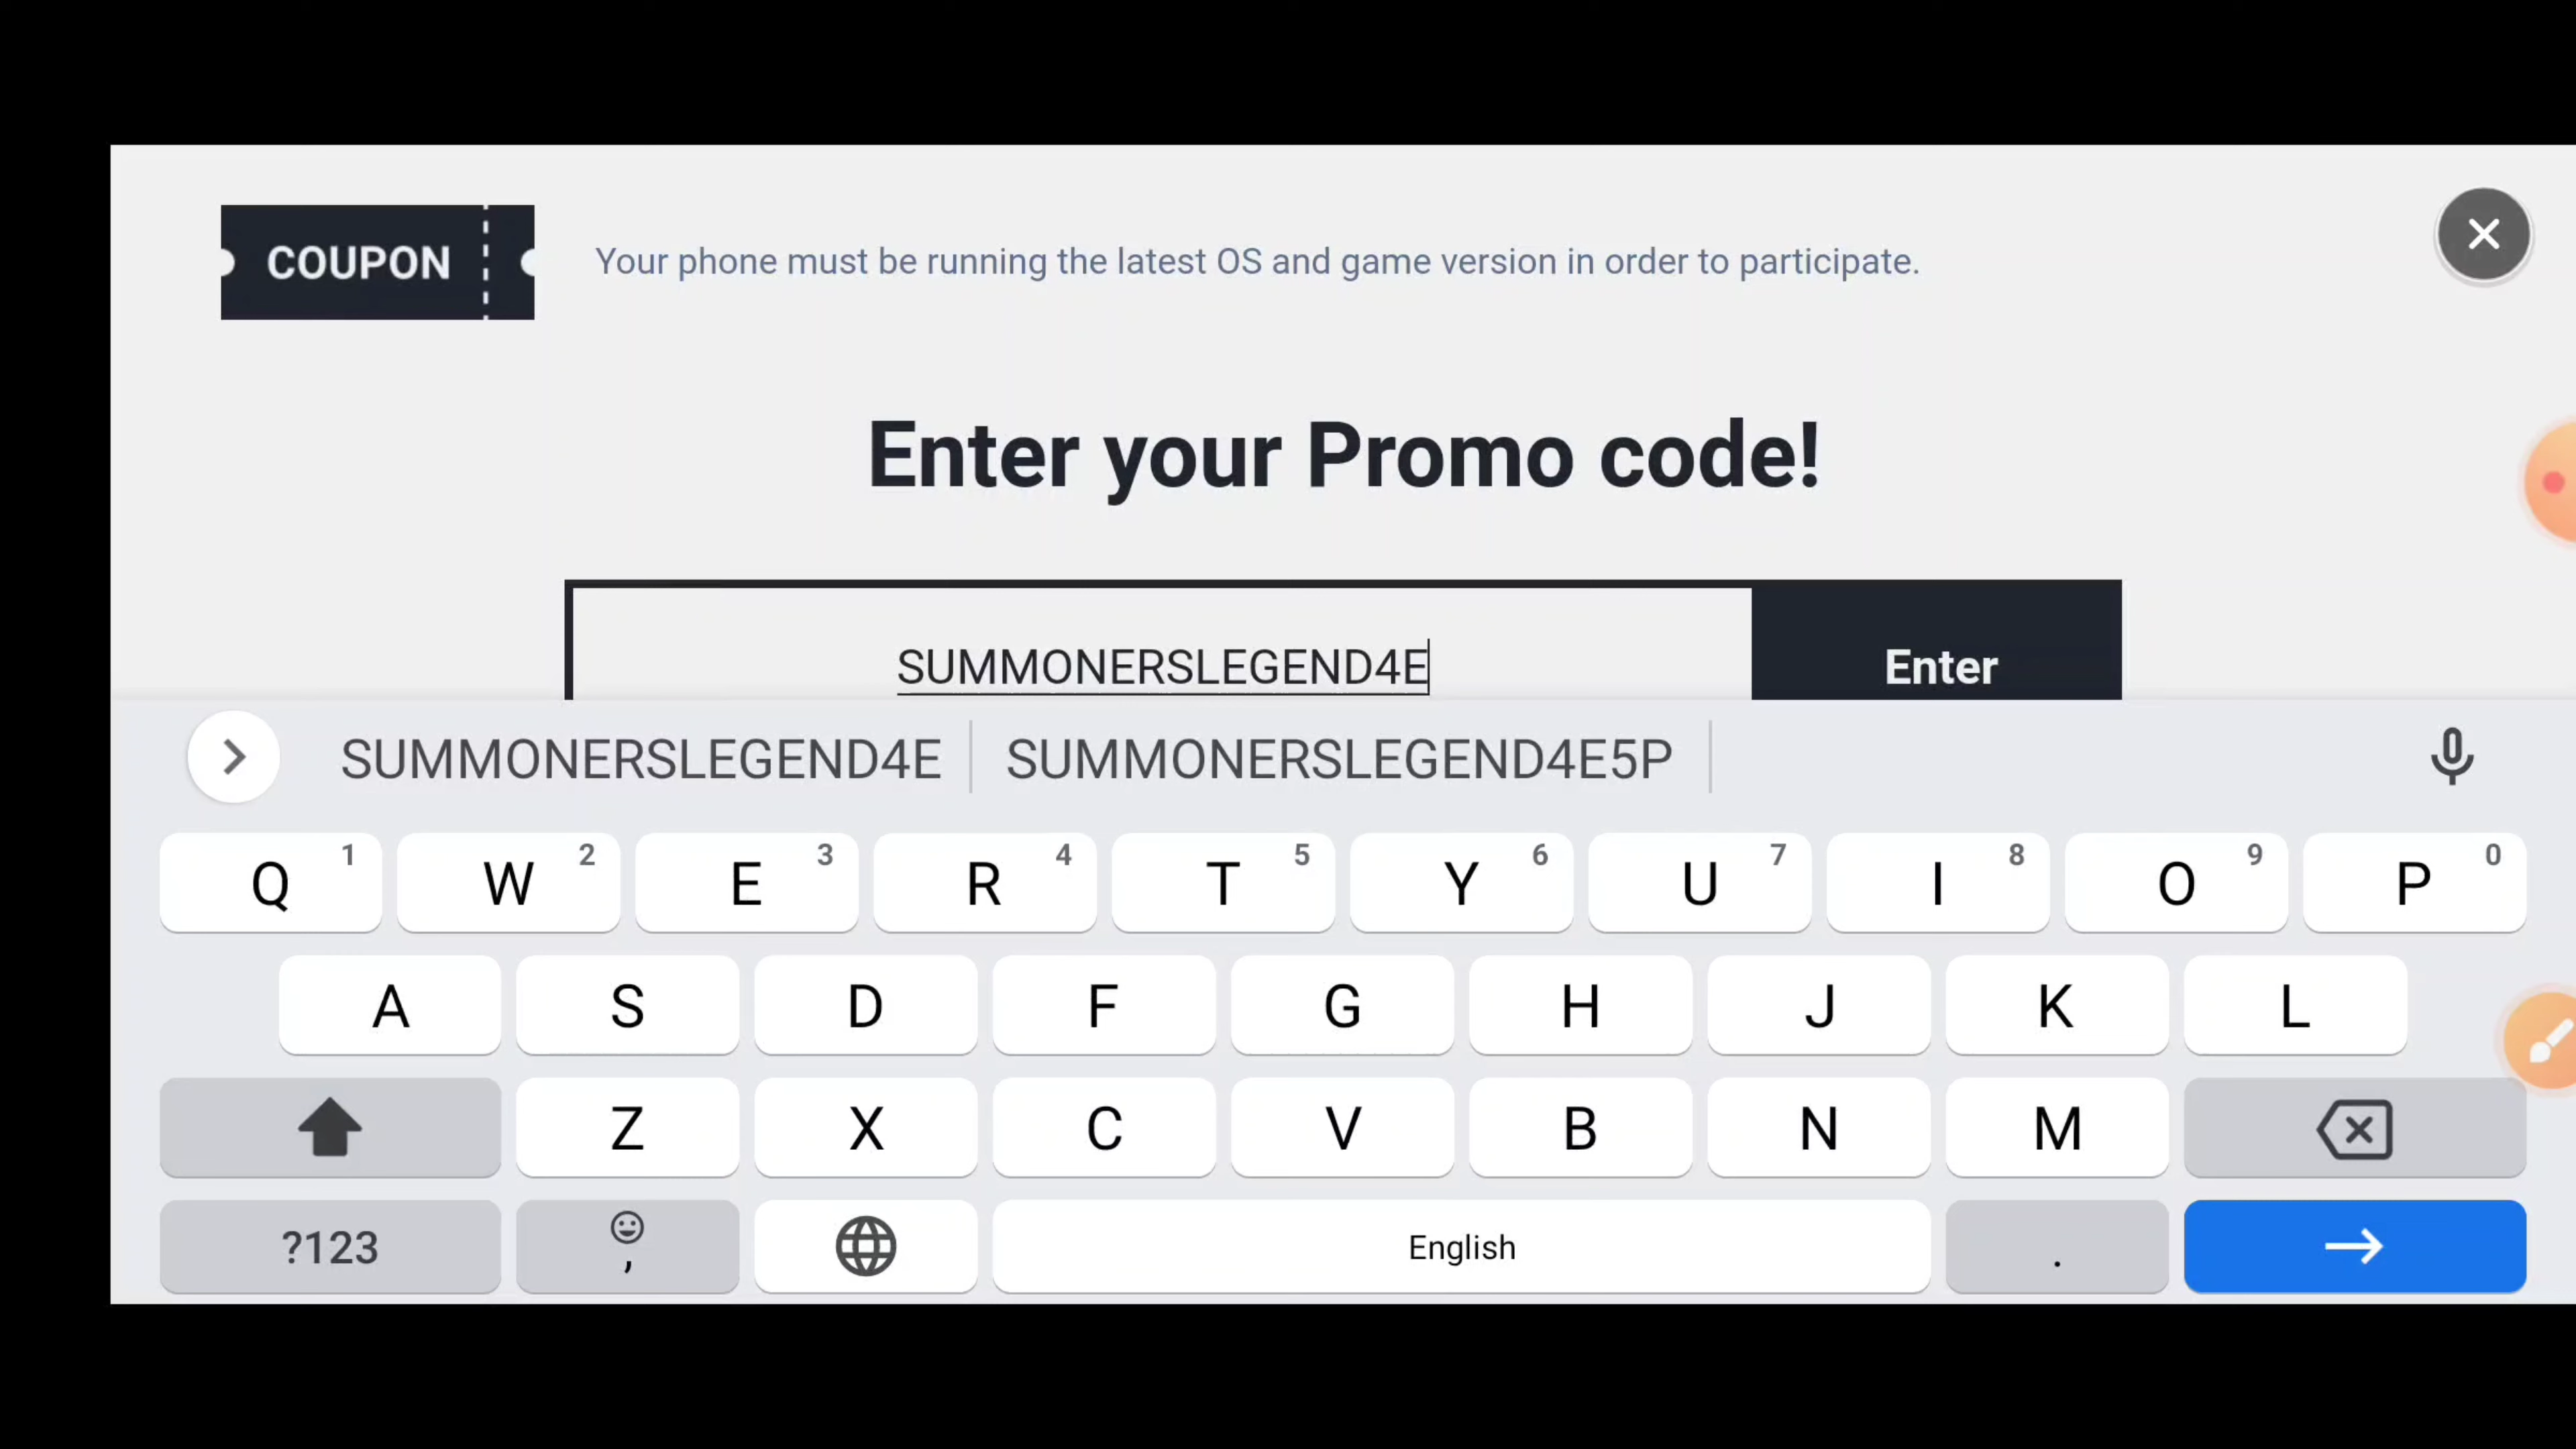 COUPON
Your phone must be running the latest OS and game version in order to participate.
Enter your Promo code!
SUMMONERSLEGEND4E
Enter
SUMMONERSLEGEND4E SUMMONERSLEGEND4E5P
Q 1 W 2 E 3 R 4 T 5 Y 6 U 7 I 8 O 9 P 0
A S D F G H J K L
Z X C V B N M
?123 , English .